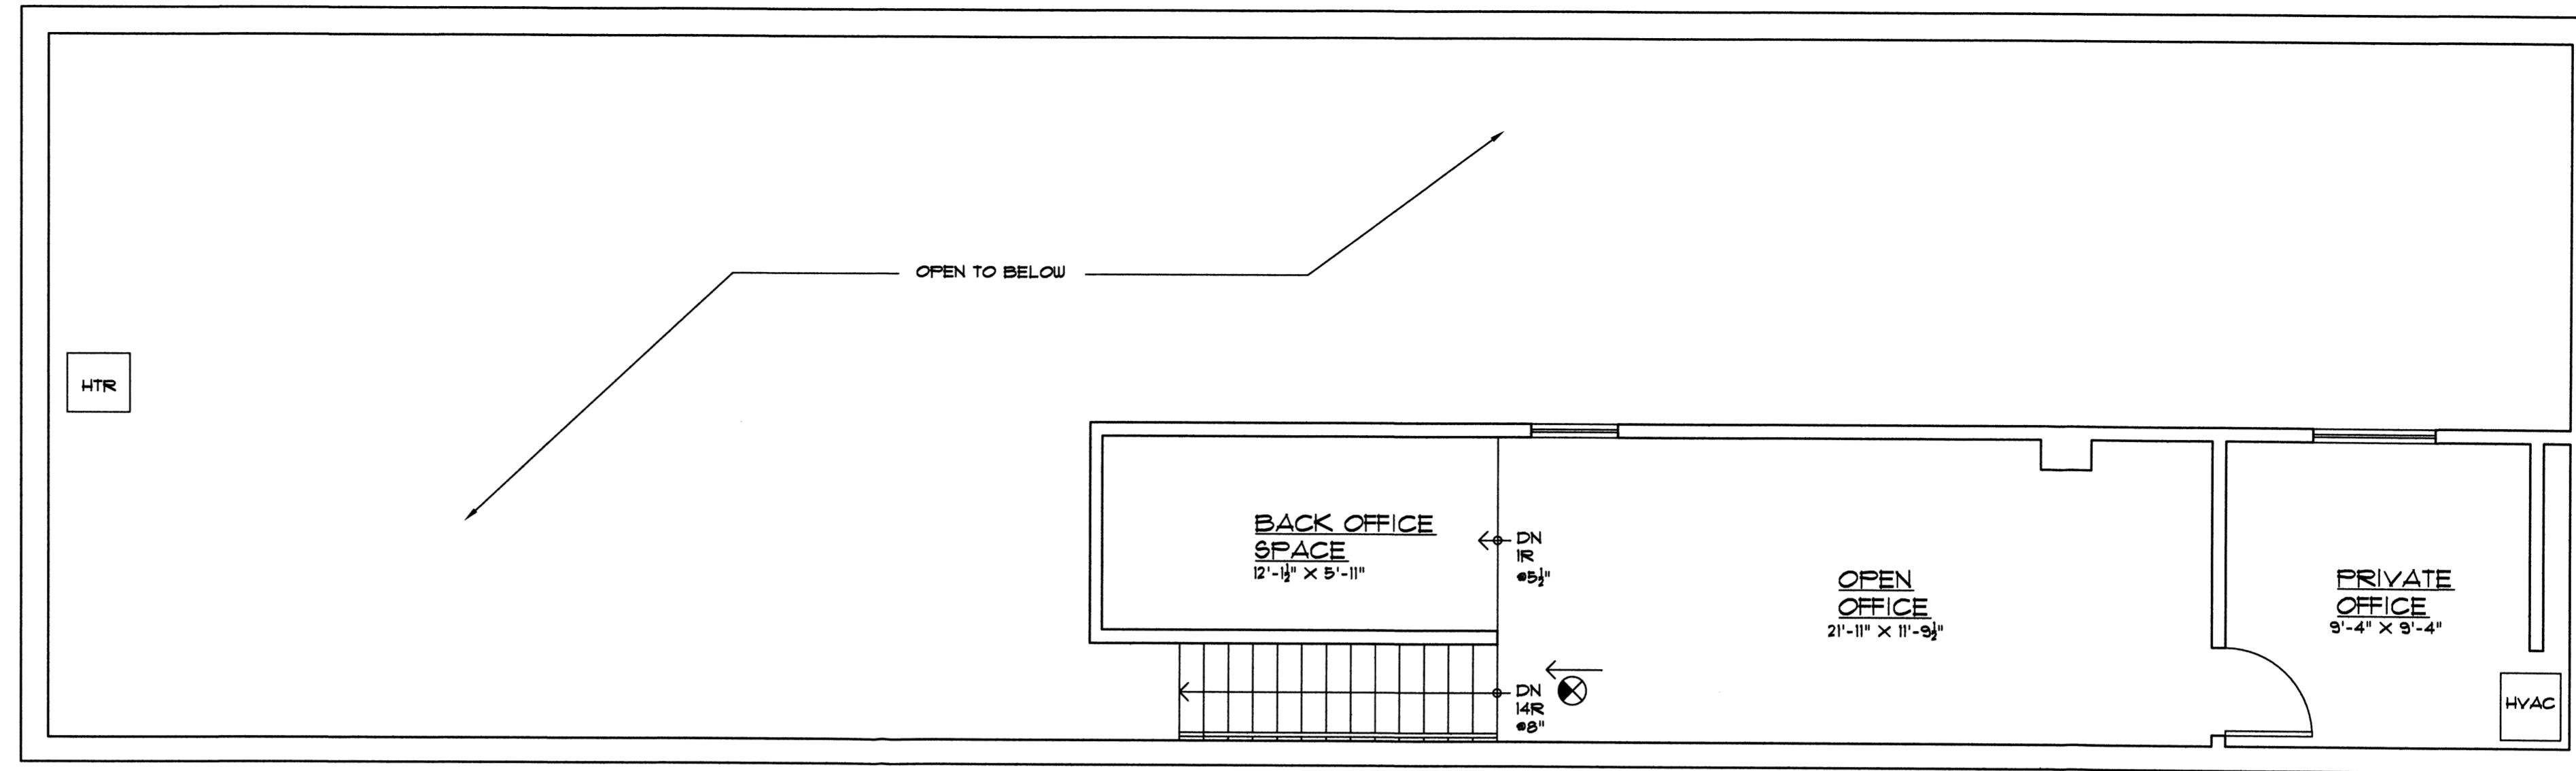 OPEN TO BELOW
HTR
BACK OFFICE
SPACE
12'-1½" X 5'-11"
DN
1R
@5½"
OPEN
OFFICE
21'-11" X 11'-9½"
PRIVATE
OFFICE
9'-4" X 9'-4"
DN
14R
@8"
HVAC